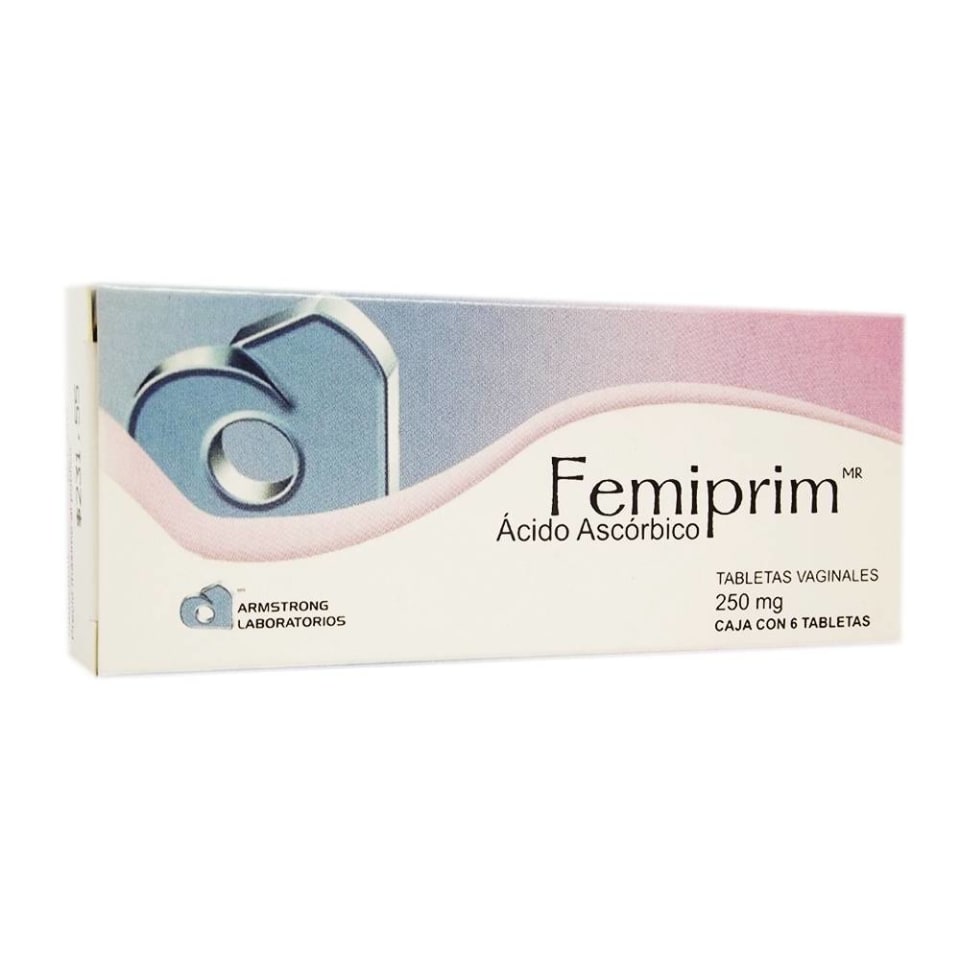 Femiprim MR
Ácido Ascórbico
TABLETAS VAGINALES
250 mg
CAJA CON 6 TABLETAS
ARMSTRONG
LABORATORIOS